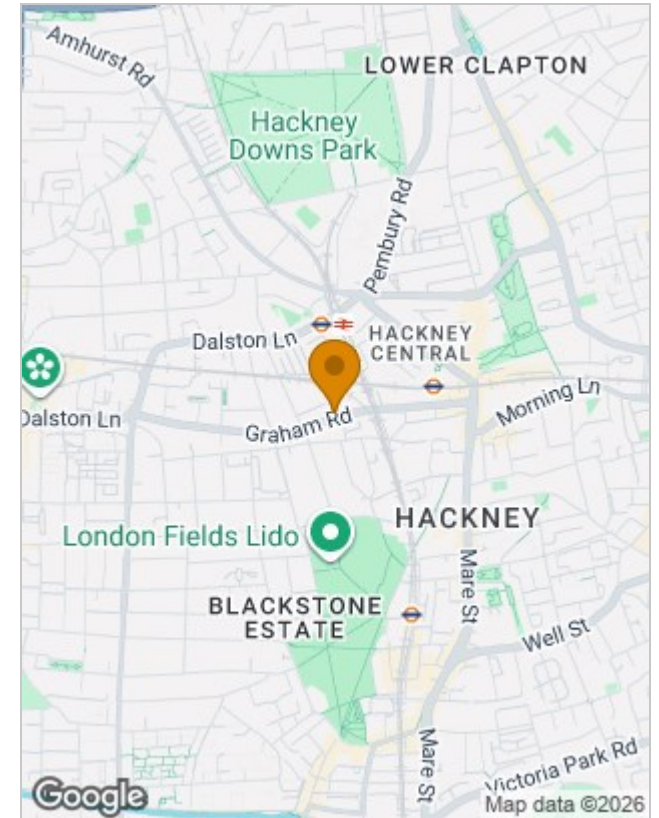 Amhurst Rd
LOWER CLAPTON
Hackney
Downs Park
Pembury Rd
Dalston Ln
HACKNEY
CENTRAL
Dalston Ln
Graham Rd
Morning Ln
London Fields Lido
HACKNEY
BLACKSTONE
ESTATE
Mare St
Well St
Mare St
Victoria Park Rd
Google
Map data ©2026